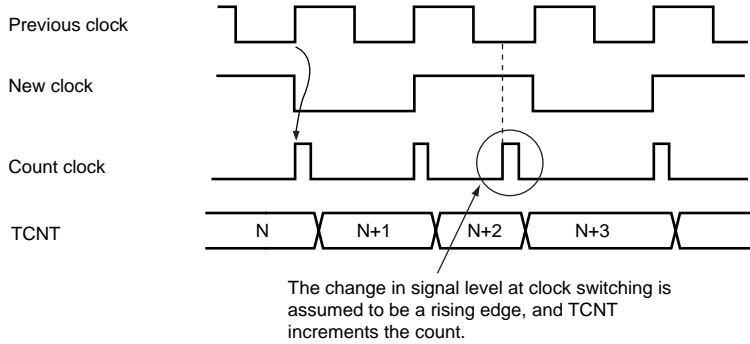 Previous clock
New clock
Count clock
TCNT
N
N+1
N+2
N+3
The change in signal level at clock switching is
assumed to be a rising edge, and TCNT
increments the count.